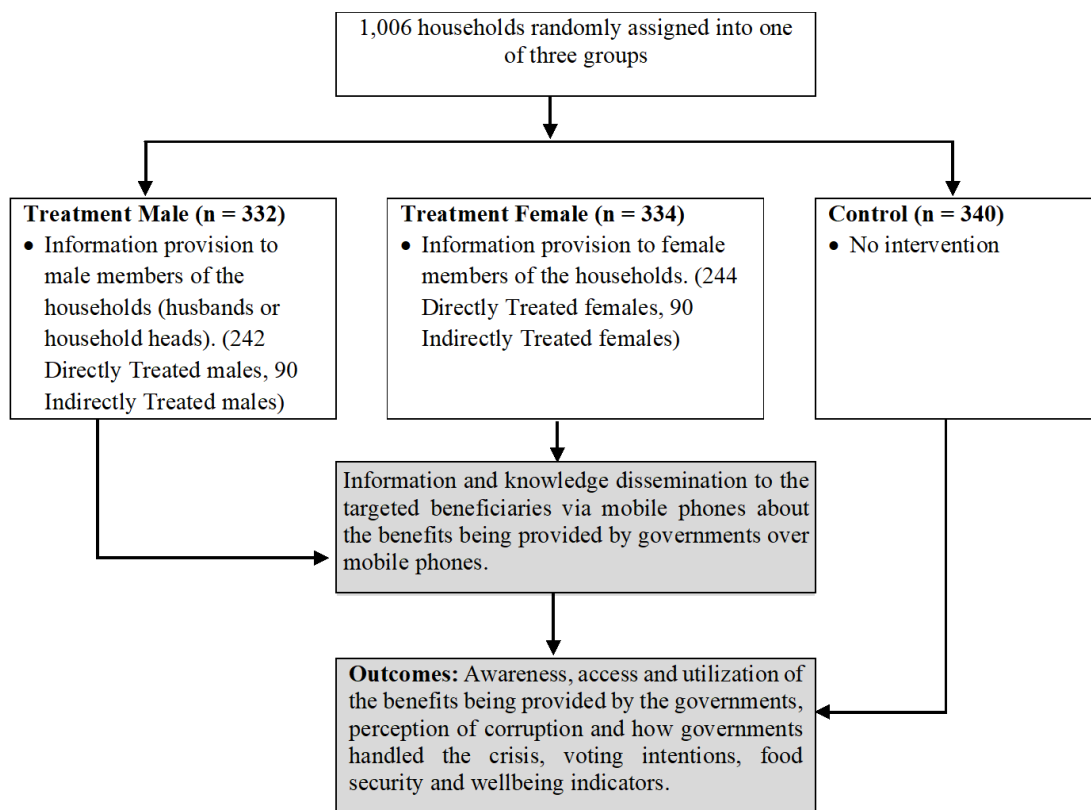 1,006 households randomly assigned into one
of three groups
Treatment Male (n = 332)
• Information provision to
male members of the
households (husbands or
household heads). (242
Directly Treated males, 90
Indirectly Treated males)
Treatment Female (n = 334)
• Information provision to female
members of the households. (244
Directly Treated females, 90
Indirectly Treated females)
Control (n = 340)
• No intervention
Information and knowledge dissemination to the
targeted beneficiaries via mobile phones about
the benefits being provided by governments over
mobile phones.
Outcomes: Awareness, access and utilization of
the benefits being provided by the governments,
perception of corruption and how governments
handled the crisis, voting intentions, food
security and wellbeing indicators.